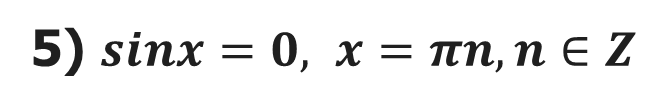 5) sinx = 0, x = πn, n ∈ Z